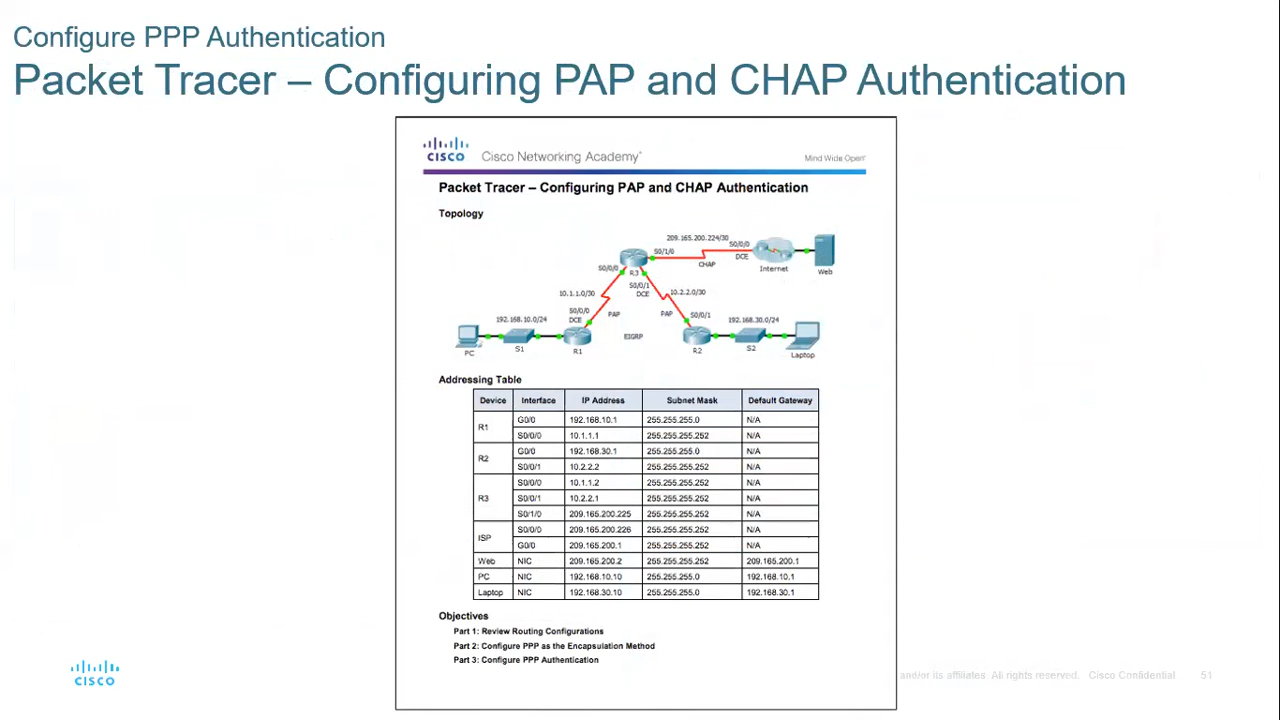 Configure PPP Authentication
Packet Tracer – Configuring PAP and CHAP Authentication
CISCO Cisco Networking Academy® Mind Wide Open®
Packet Tracer – Configuring PAP and CHAP Authentication
Topology
209.165.200.224/30
S0/1/0
S0/0/0
DCE
CHAP
Internet
Web
R3
S0/0/0
S0/0/1
DCE
10.1.1.0/30
10.2.2.0/30
S0/0/0
DCE
PAP
PAP
S0/0/1
192.168.10.0/24
192.168.30.0/24
EIGRP
PC
S1
R1
R2
S2
Laptop
Addressing Table
Device Interface IP Address Subnet Mask Default Gateway
R1 G0/0 192.168.10.1 255.255.255.0 N/A
S0/0/0 10.1.1.1 255.255.255.252 N/A
R2 G0/0 192.168.30.1 255.255.255.0 N/A
S0/0/1 10.2.2.2 255.255.255.252 N/A
R3 S0/0/0 10.1.1.2 255.255.255.252 N/A
S0/0/1 10.2.2.1 255.255.255.252 N/A
S0/1/0 209.165.200.225 255.255.255.252 N/A
ISP S0/0/0 209.165.200.226 255.255.255.252 N/A
G0/0 209.165.200.1 255.255.255.252 N/A
Web NIC 209.165.200.2 255.255.255.252 209.165.200.1
PC NIC 192.168.10.10 255.255.255.0 192.168.10.1
Laptop NIC 192.168.30.10 255.255.255.0 192.168.30.1
Objectives
Part 1: Review Routing Configurations
Part 2: Configure PPP as the Encapsulation Method
Part 3: Configure PPP Authentication
CISCO
and/or its affiliates. All rights reserved. Cisco Confidential 51